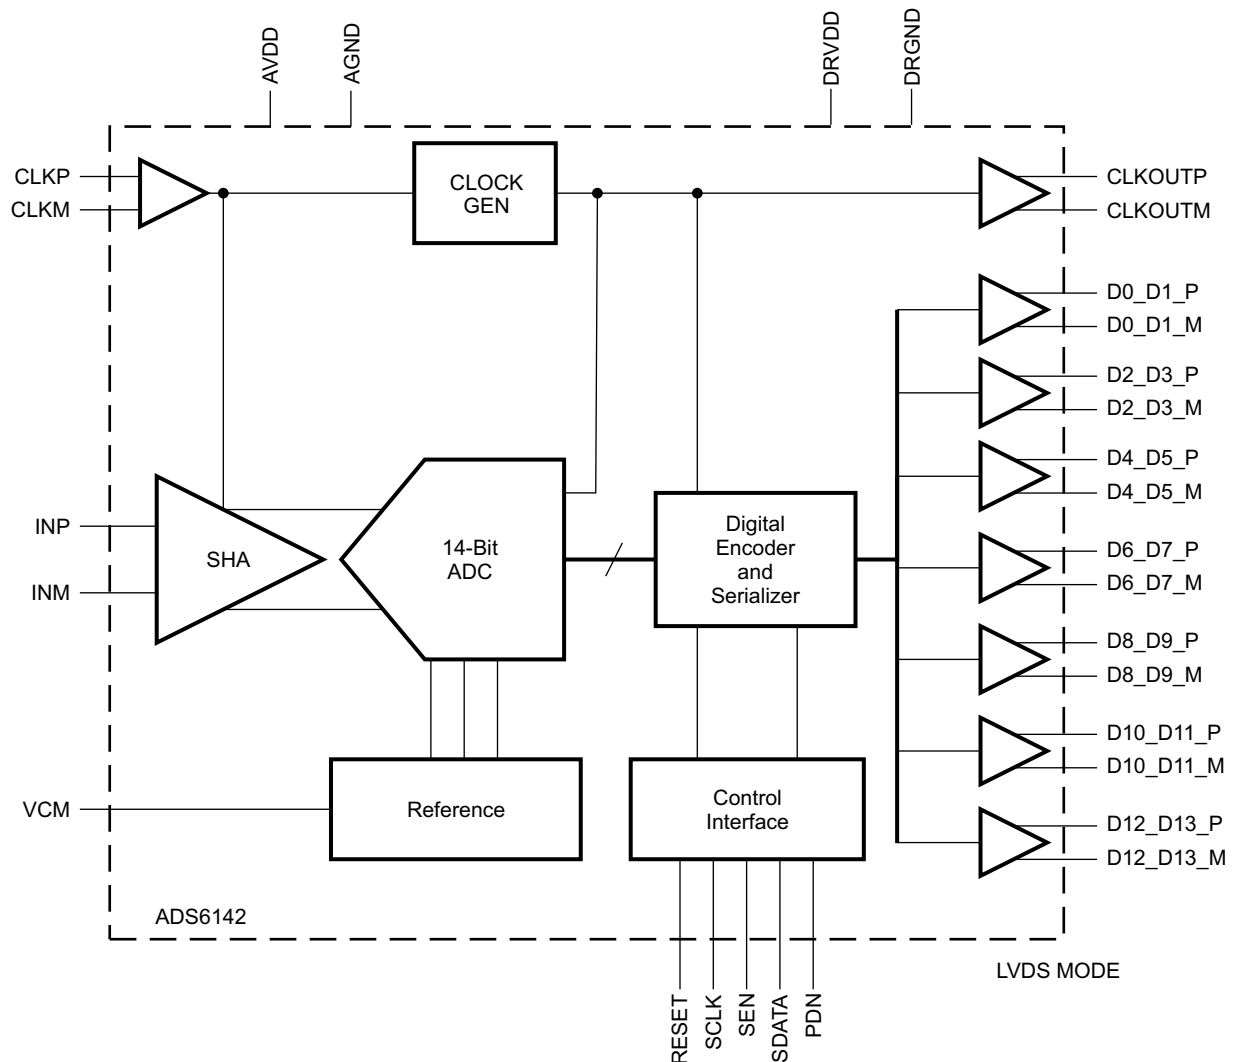 AVDD
AGND
DRVDD
DRGND
CLKP
CLKM
CLOCK
GEN
CLKOUTP
CLKOUTM
D0_D1_P
D0_D1_M
D2_D3_P
D2_D3_M
D4_D5_P
D4_D5_M
INP
INM
SHA
14-Bit
ADC
Digital
Encoder
and
Serializer
D6_D7_P
D6_D7_M
D8_D9_P
D8_D9_M
D10_D11_P
D10_D11_M
VCM
Reference
Control
Interface
D12_D13_P
D12_D13_M
ADS6142
LVDS MODE
RESET
SCLK
SEN
SDATA
PDN